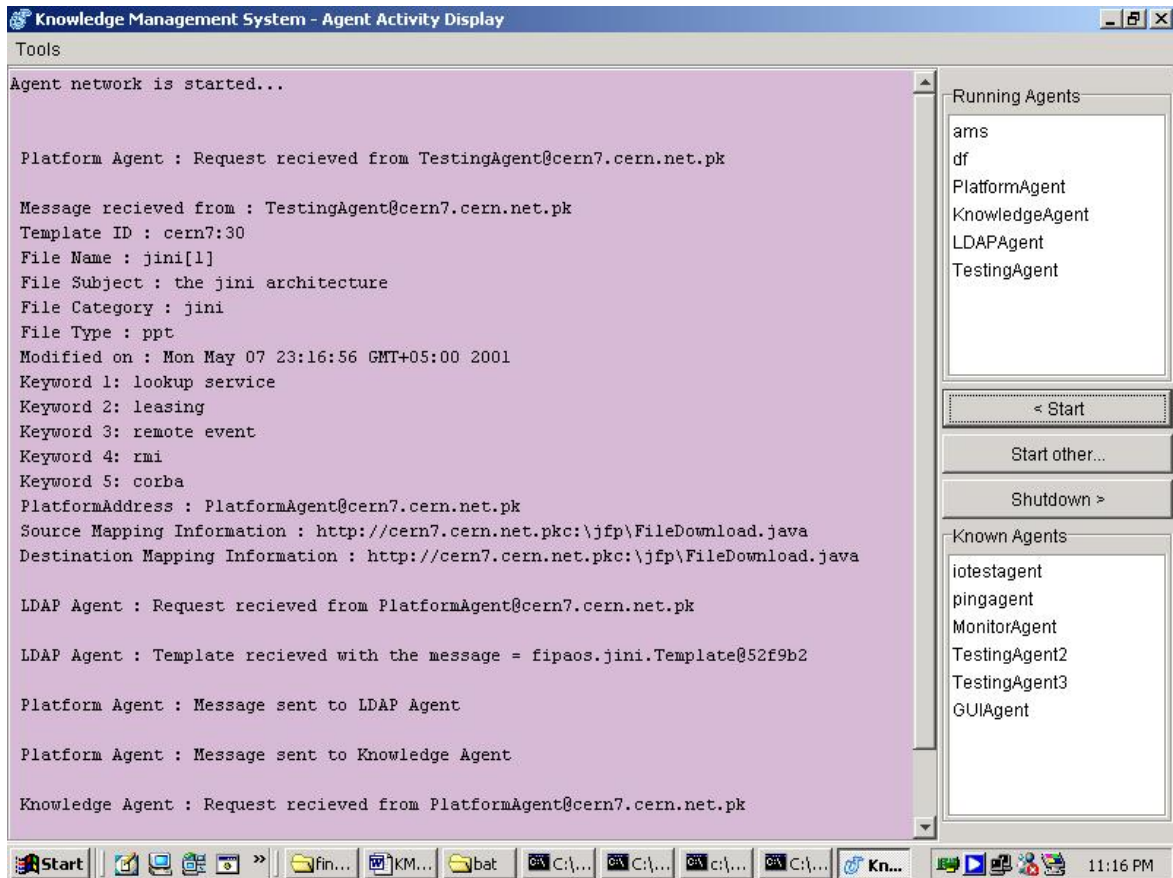 Knowledge Management System - Agent Activity Display
Tools
Agent network is started...
Platform Agent : Request recieved from TestingAgent@cern7.cern.net.pk
Message recieved from : TestingAgent@cern7.cern.net.pk
Template ID : cern7:30
File Name : jini[1]
File Subject : the jini architecture
File Category : jini
File Type : ppt
Modified on : Mon May 07 23:16:56 GMT+05:00 2001
Keyword 1: lookup service
Keyword 2: leasing
Keyword 3: remote event
Keyword 4: rmi
Keyword 5: corba
PlatformAddress : PlatformAgent@cern7.cern.net.pk
Source Mapping Information : http://cern7.cern.net.pkc:\jfp\FileDownload.java
Destination Mapping Information : http://cern7.cern.net.pkc:\jfp\FileDownload.java
LDAP Agent : Request recieved from PlatformAgent@cern7.cern.net.pk
LDAP Agent : Template recieved with the message = fipaos.jini.Template@52f9b2
Platform Agent : Message sent to LDAP Agent
Platform Agent : Message sent to Knowledge Agent
Knowledge Agent : Request recieved from PlatformAgent@cern7.cern.net.pk
Running Agents
ams
df
PlatformAgent
KnowledgeAgent
LDAPAgent
TestingAgent
< Start
Start other...
Shutdown >
Known Agents
iotestagent
pingagent
MonitorAgent
TestingAgent2
TestingAgent3
GUIAgent
Start » fin... KM... bat C:\... C:\... c:\... C:\... Kn... 11:16 PM